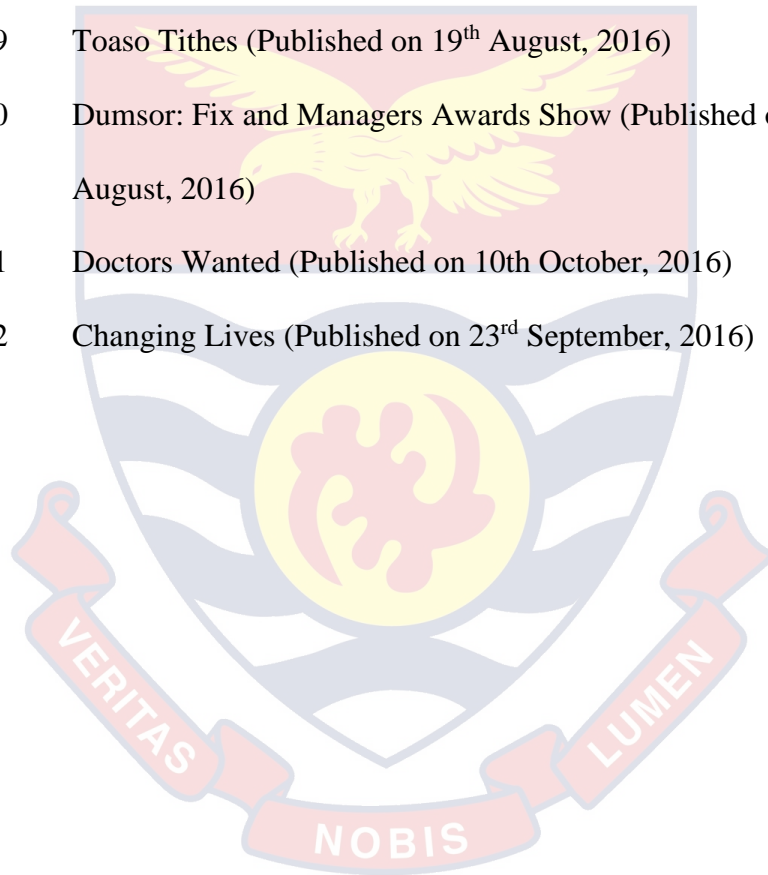 9 Toaso Tithes (Published on 19th August, 2016)
0 Dumsor: Fix and Managers Awards Show (Published
August, 2016)
1 Doctors Wanted (Published on 10th October, 2016)
2 Changing Lives (Published on 23rd September, 2016)
VERITAS
NOBIS
LUMEN